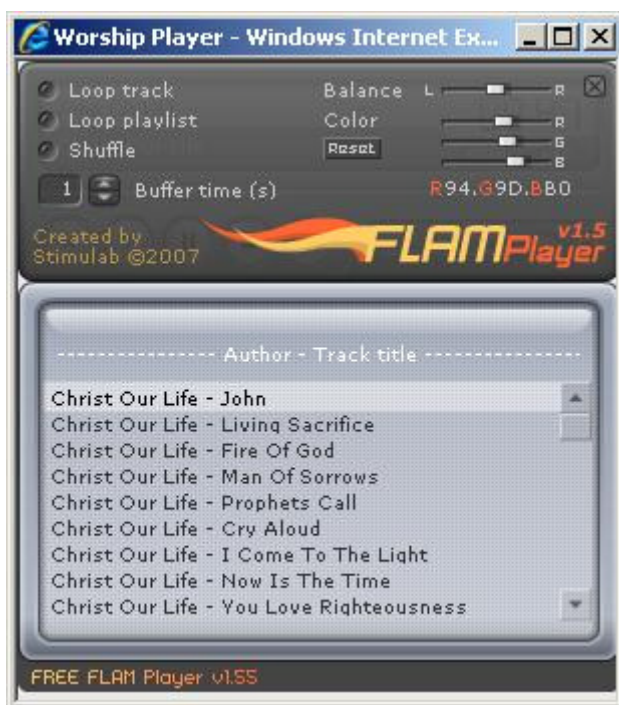 Worship Player - Windows Internet Ex...
Loop track
Balance L R
Loop playlist
Color R
G
B
Shuffle
Reset
1 Buffer time (s)
R94.G9D.BB0
Created by
Stimulab ©2007
FLAMPlayer v1.5
---------------- Author - Track title ----------------
Christ Our Life - John
Christ Our Life - Living Sacrifice
Christ Our Life - Fire Of God
Christ Our Life - Man Of Sorrows
Christ Our Life - Prophets Call
Christ Our Life - Cry Aloud
Christ Our Life - I Come To The Light
Christ Our Life - Now Is The Time
Christ Our Life - You Love Righteousness
FREE FLAM Player v1.55